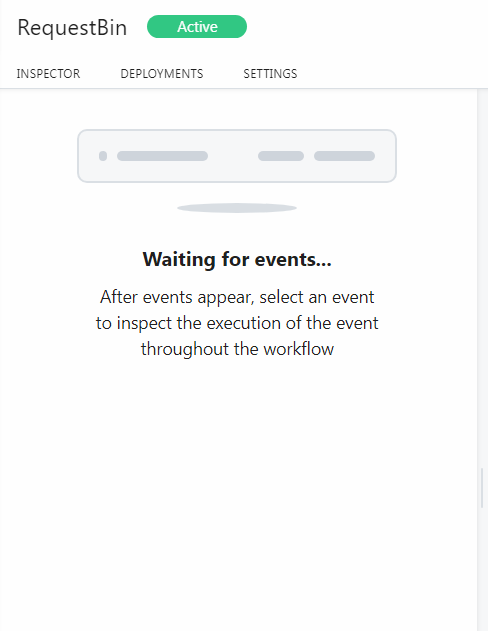 RequestBin Active
INSPECTOR DEPLOYMENTS SETTINGS
Waiting for events...
After events appear, select an event
to inspect the execution of the event
throughout the workflow